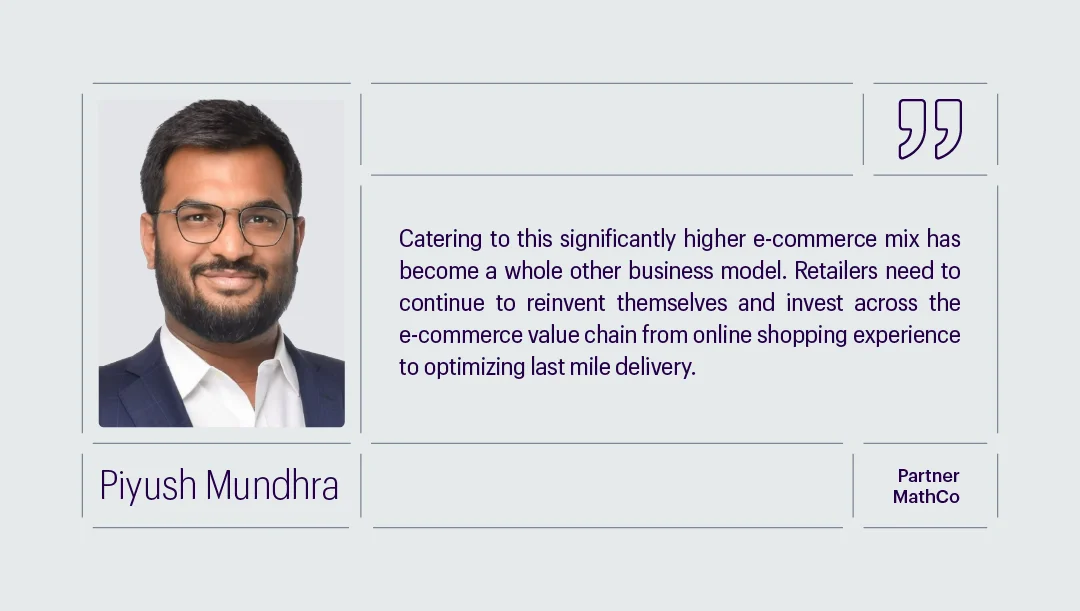 Catering to this significantly higher e-commerce mix has
become a whole other business model. Retailers need to
continue to reinvent themselves and invest across the
e-commerce value chain from online shopping experience
to optimizing last mile delivery.
Piyush Mundhra
Partner
MathCo